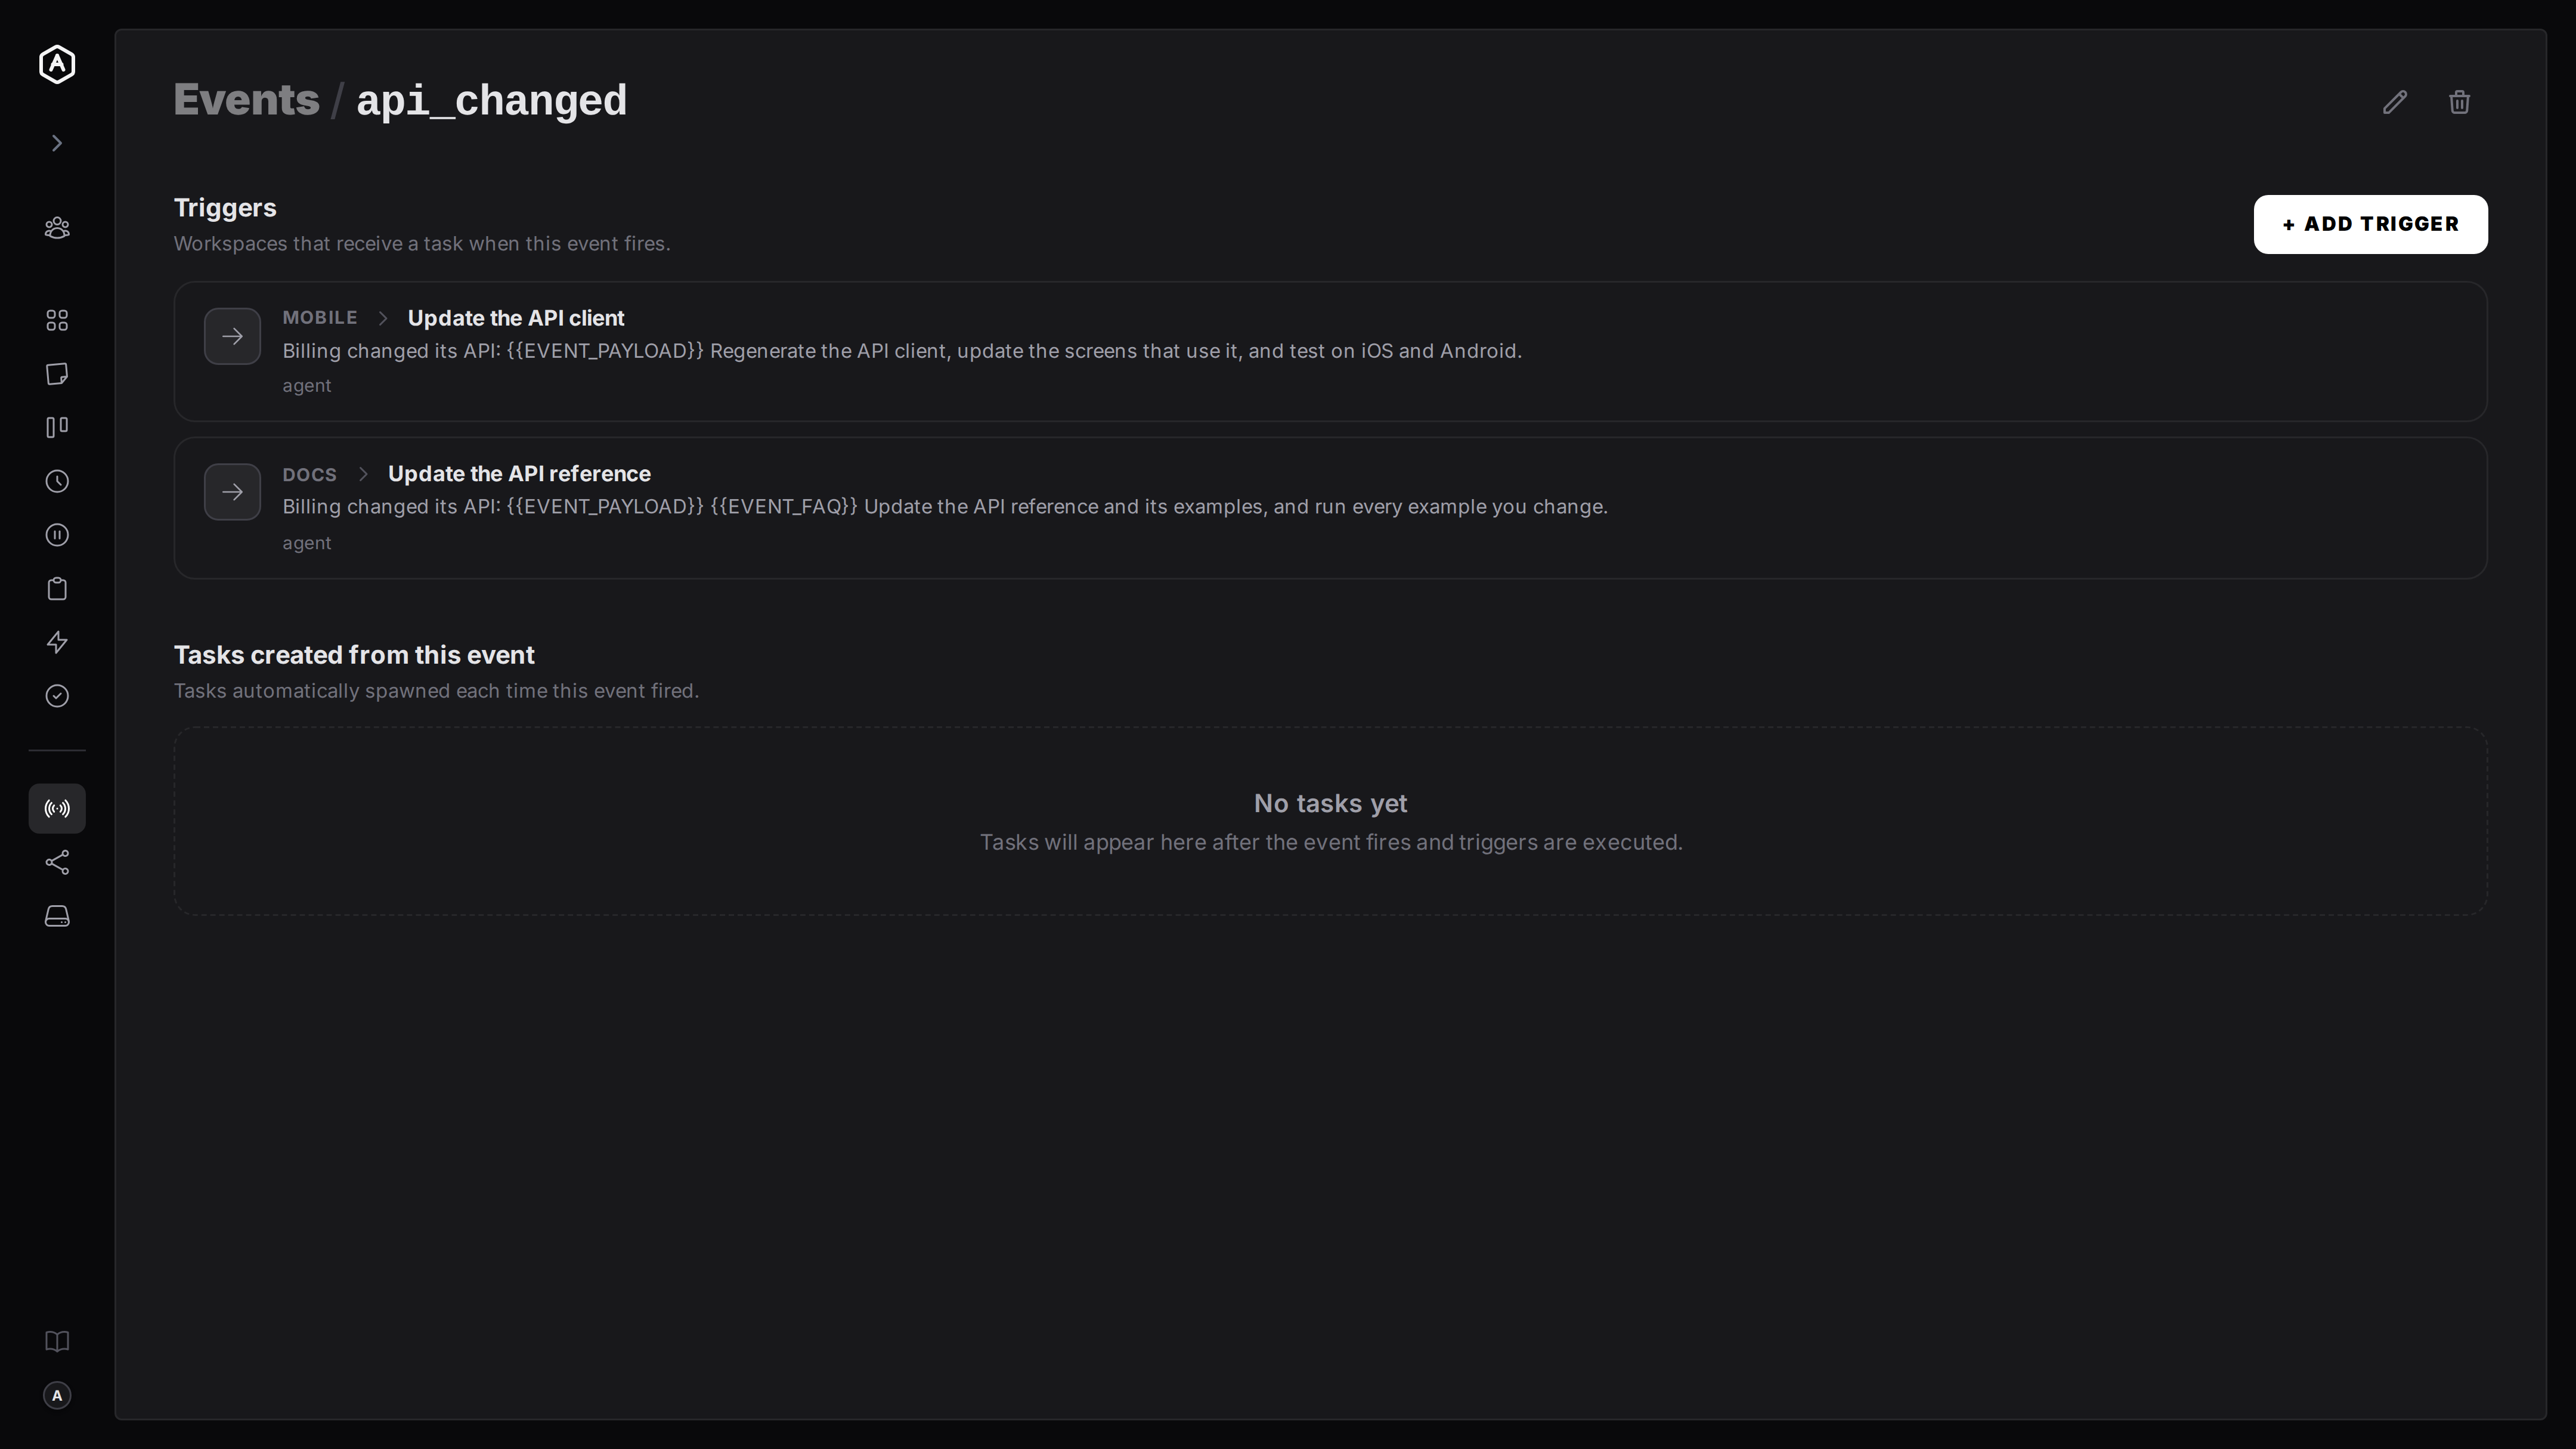 A
Events / api_changed
Triggers
Workspaces that receive a task when this event fires.
+ ADD TRIGGER
MOBILE > Update the API client
Billing changed its API: {{EVENT_PAYLOAD}} Regenerate the API client, update the screens that use it, and test on iOS and Android.
agent
DOCS > Update the API reference
Billing changed its API: {{EVENT_PAYLOAD}} {{EVENT_FAQ}} Update the API reference and its examples, and run every example you change.
agent
Tasks created from this event
Tasks automatically spawned each time this event fired.
No tasks yet
Tasks will appear here after the event fires and triggers are executed.
A